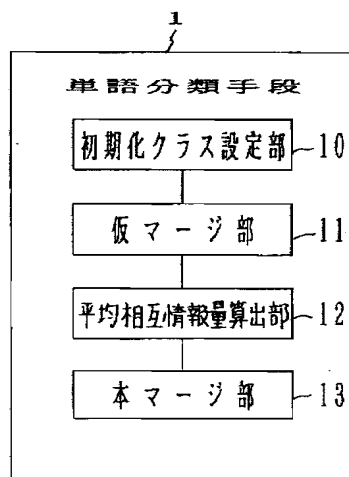 1
単語分類手段
初期化クラス設定部 10
仮マージ部 11
平均相互情報量算出部 12
本マージ部 13